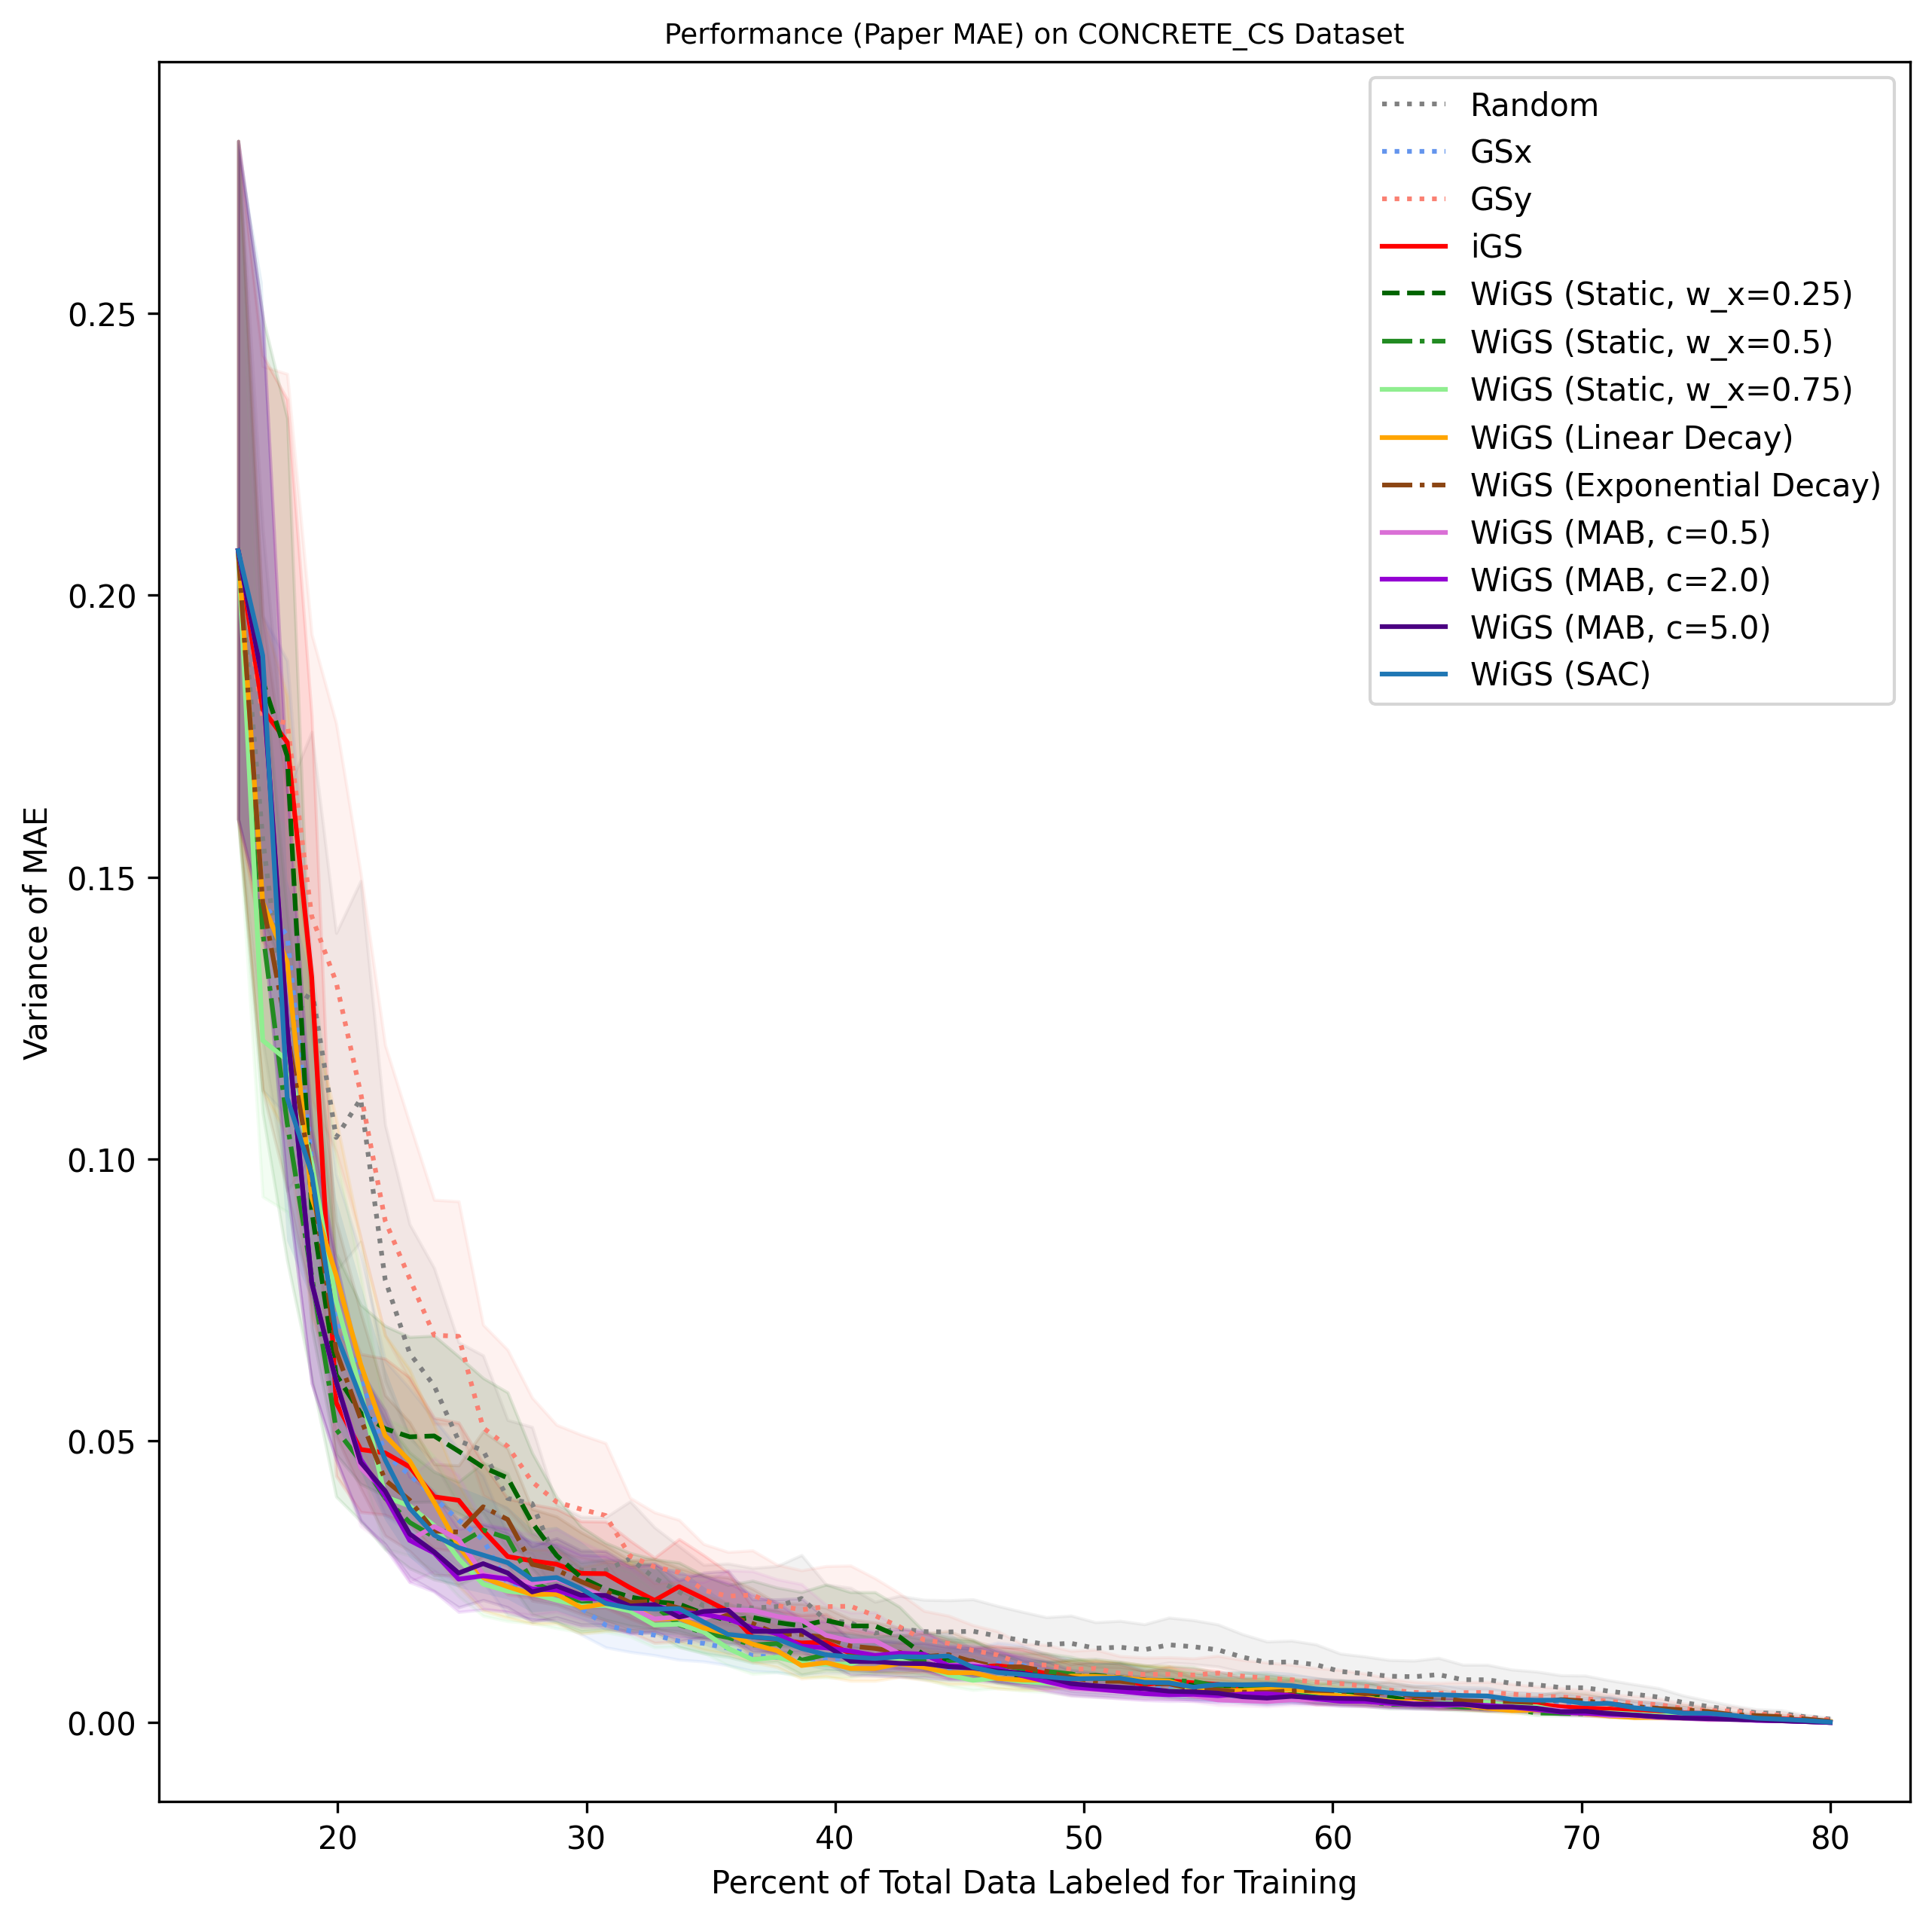 Performance (Paper MAE) on CONCRETE_CS Dataset
Random
GSx
GSy
iGS
WiGS (Static, w_x=0.25)
WiGS (Static, w_x=0.5)
WiGS (Static, w_x=0.75)
WiGS (Linear Decay)
WiGS (Exponential Decay)
WiGS (MAB, c=0.5)
WiGS (MAB, c=2.0)
WiGS (MAB, c=5.0)
WiGS (SAC)
Variance of MAE
0.25
0.20
0.15
0.10
0.05
0.00
20 30 40 50 60 70 80
Percent of Total Data Labeled for Training